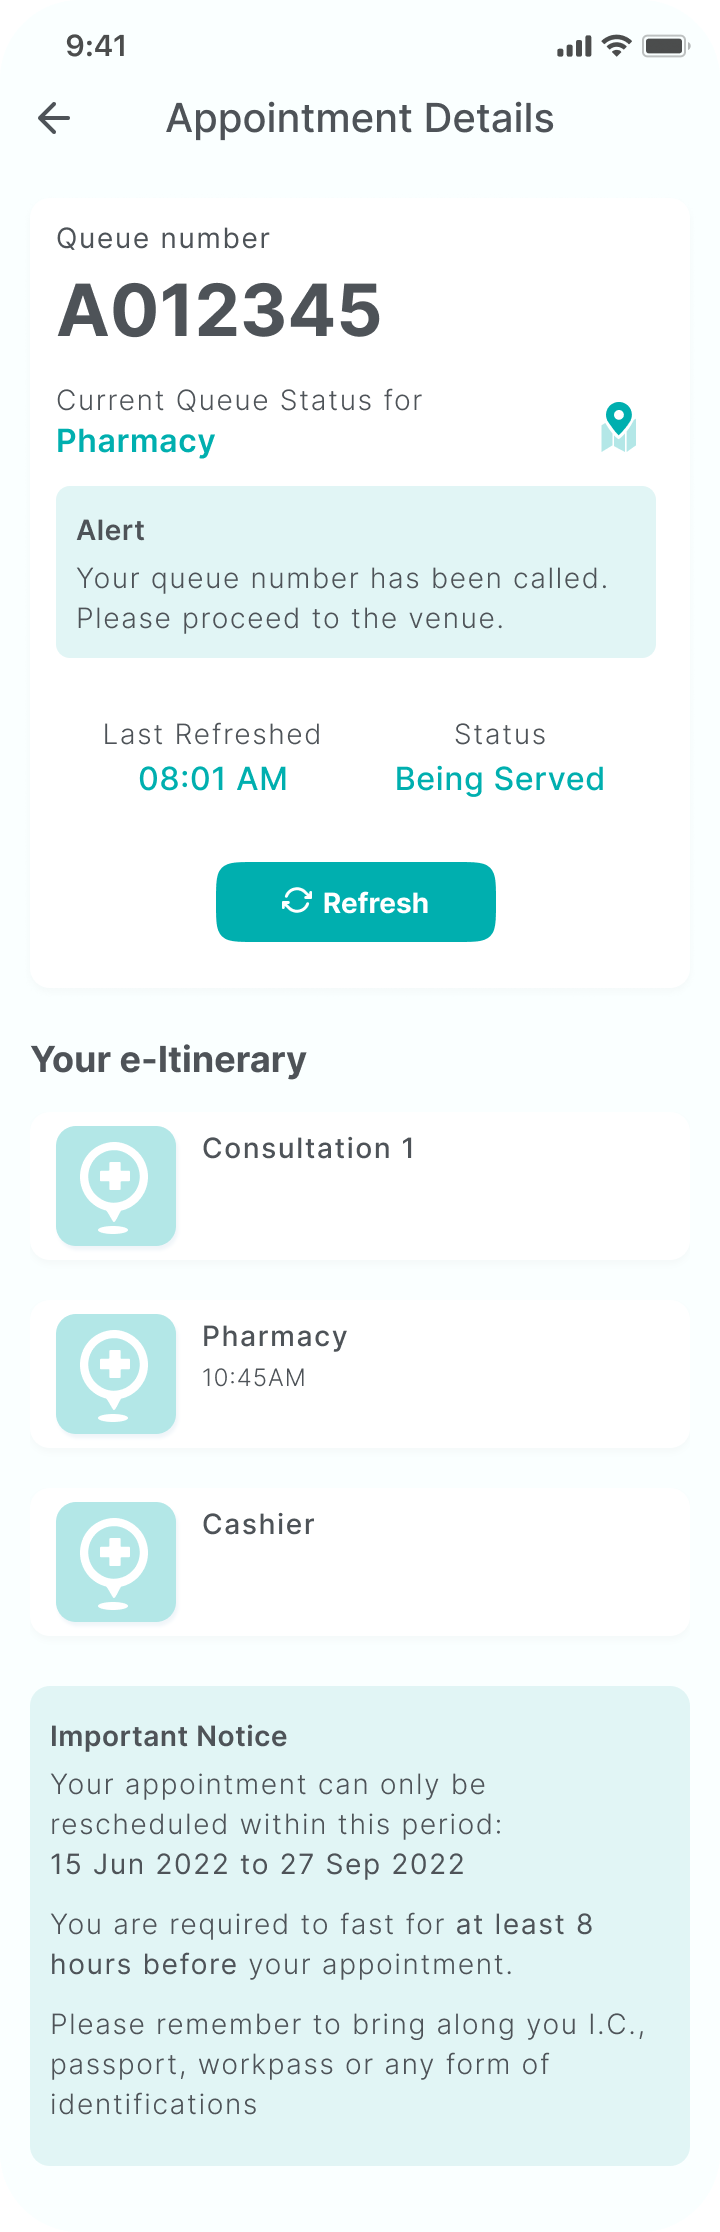 9:41
Appointment Details
Queue number
A012345
Current Queue Status for
Pharmacy
Alert
Your queue number has been called.
Please proceed to the venue.
Last Refreshed
08:01 AM
Status
Being Served
Refresh
Your e-Itinerary
Consultation 1
Pharmacy
10:45AM
Cashier
Important Notice
Your appointment can only be
rescheduled within this period:
15 Jun 2022 to 27 Sep 2022
You are required to fast for at least 8
hours before your appointment.
Please remember to bring along you I.C.,
passport, workpass or any form of
identifications